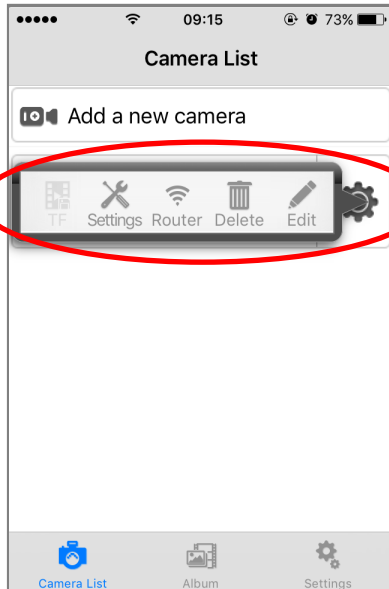 09:15 73%
Camera List
Add a new camera
TF Settings Router Delete Edit
Camera List Album Settings